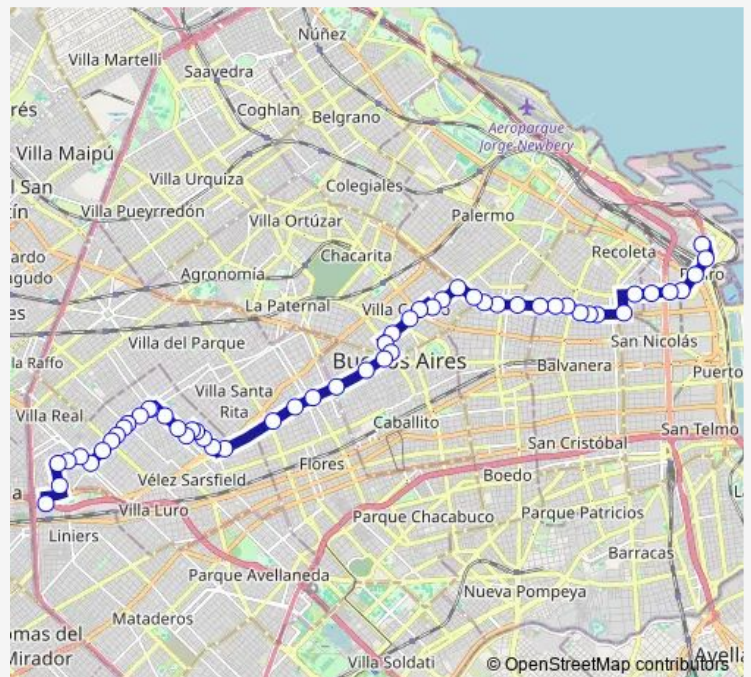 Núñez
Villa Martelli
Saavedra
Coghlan
Belgrano
Aeroparque
Jorge Newbery
Villa Maipú
Villa Urquiza
Colegiales
Villa Pueyrredón
Villa Ortúzar
Palermo
Chacarita
Recoleta
Agronomía
La Paternal
Villa del Parque
San Nicolás
Balvanera
Puerto
Villa Santa
Rita
Villa Real
Caballito
San Cristóbal
San Telmo
Flores
Vélez Sarsfield
Boedo
Villa Luro
Parque Chacabuco
Parque Patricios
Liniers
Barracas
Parque Avellaneda
Nueva Pompeya
Mataderos
Villa Soldati
© OpenStreetMap contributors